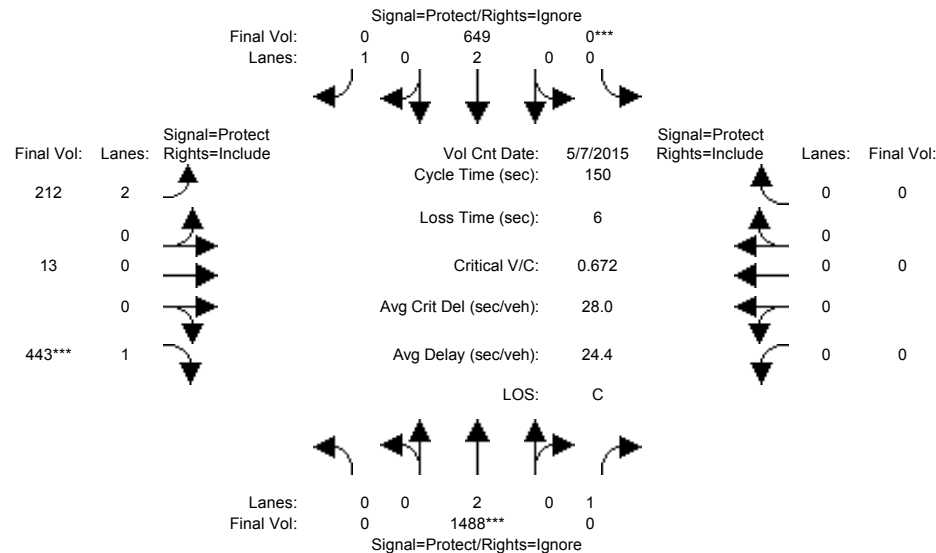 Signal=Protect/Rights=Ignore
Final Vol: 0 649 0***
Lanes: 1 0 2 0 0
Signal=Protect Signal=Protect
Final Vol: Lanes: Rights=Include Vol Cnt Date: 5/7/2015 Rights=Include Lanes: Final Vol:
Cycle Time (sec): 150
212 2 0 0
Loss Time (sec): 6
0 0
13 0 Critical V/C: 0.672 0 0
0 Avg Crit Del (sec/veh): 28.0 0
443*** 1 Avg Delay (sec/veh): 24.4 0 0
LOS: C
Lanes: 0 0 2 0 1
Final Vol: 0 1488*** 0
Signal=Protect/Rights=Ignore